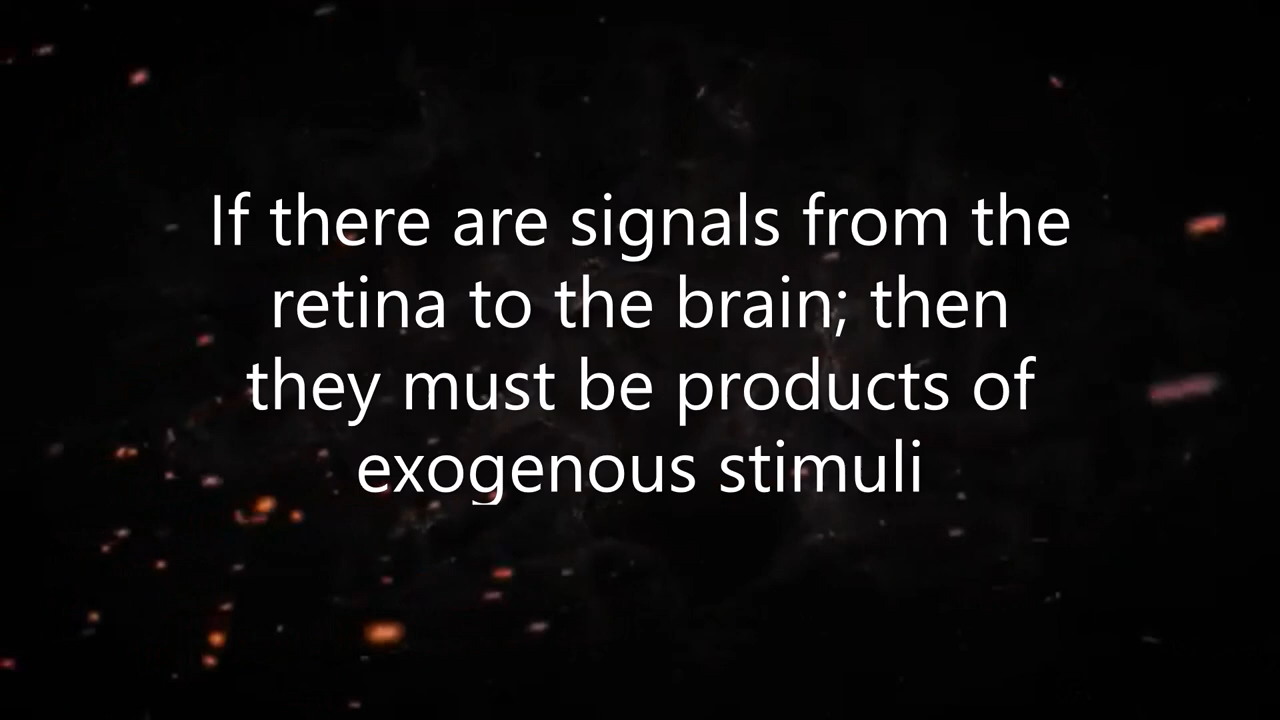 If there are signals from the
retina to the brain; then
they must be products of
exogenous stimuli